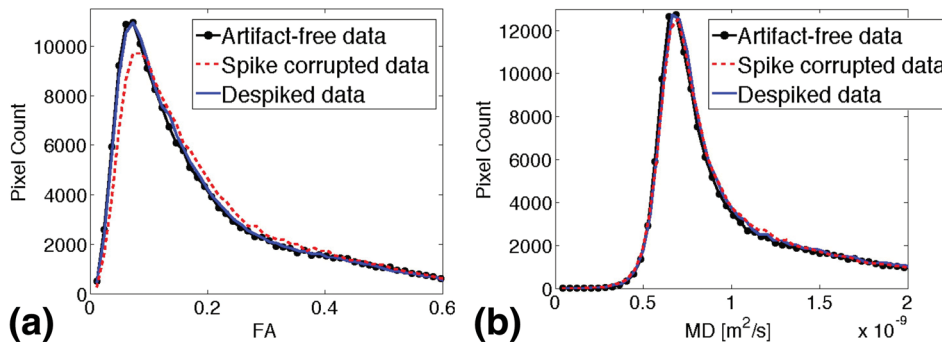 Artifact-free data
Spike corrupted data
Despiked data
Pixel Count
10000
8000
6000
4000
2000
0
0
0.2
0.4
0.6
FA
(a)
Artifact-free data
Spike corrupted data
Despiked data
Pixel Count
12000
10000
8000
6000
4000
2000
0
0
0.5
1
1.5
2
MD [m²/s]
x 10⁻⁹
(b)